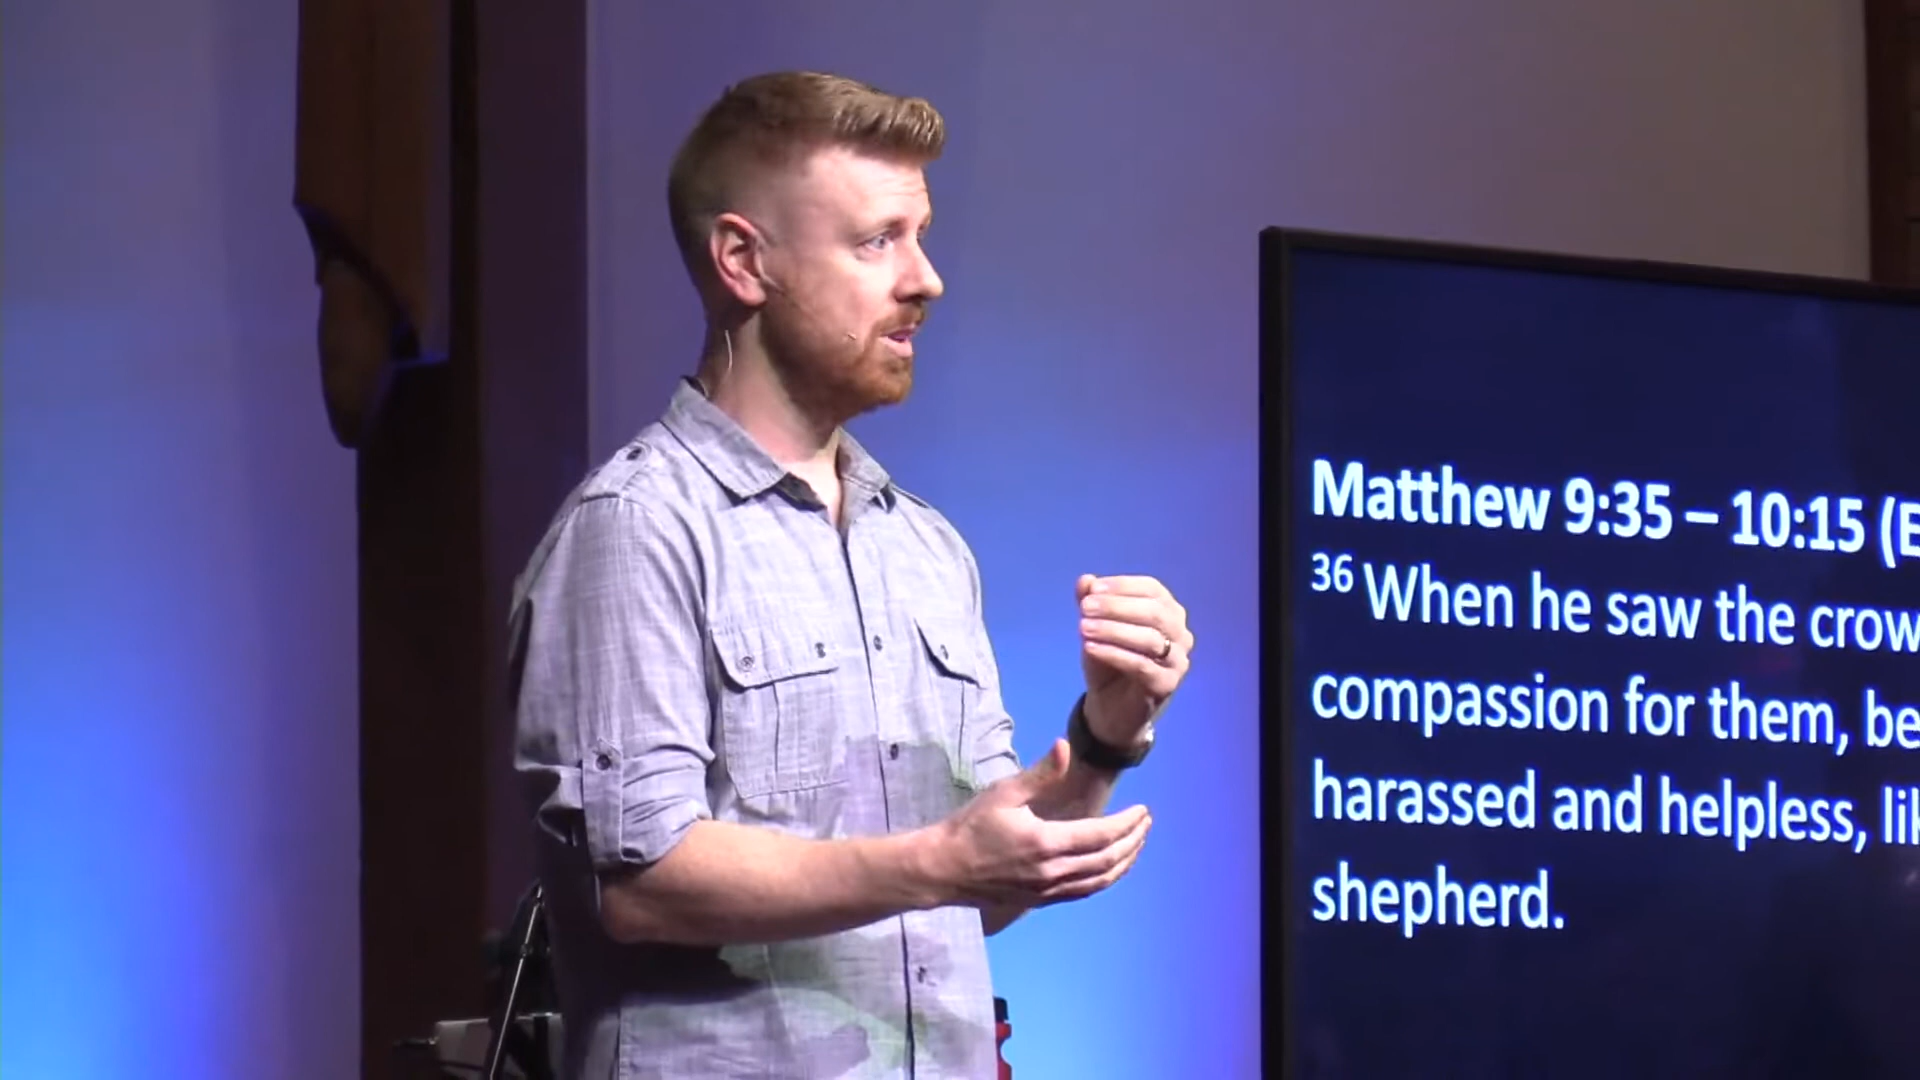 Matthew 9:35 – 10:15 (E
36 When he saw the crow
compassion for them, be
harassed and helpless, lik
shepherd.